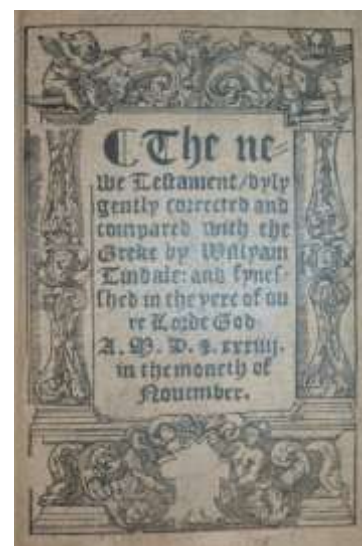 ¶The ne⸗
we Testament/dyly
gently corrected and
compared with the
Greke by Willyam
Tindale: and fynes⸗
shed in the yere of ou
re Lorde God
A. M. D. & xxxiiij.
in the moneth of
Nouember.